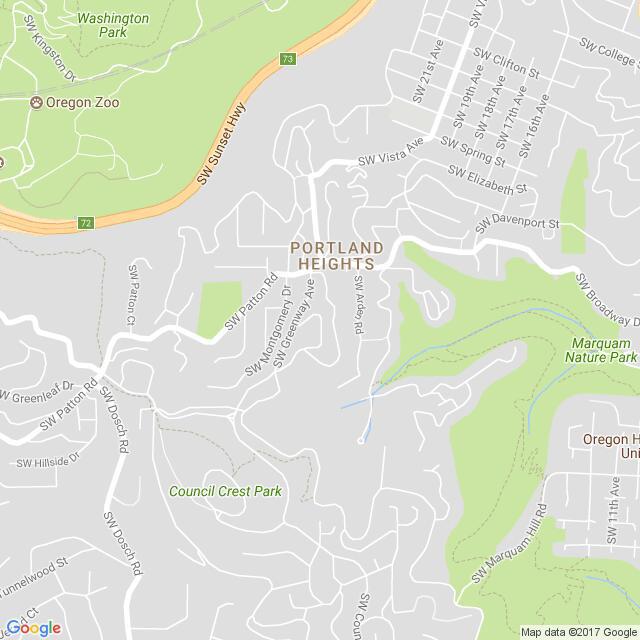 Washington
Park
SW Kingston Dr
Oregon Zoo
SW Sunset Hwy
73
72
SW 21st Ave
SW Clifton St
SW College S
SW 19th Ave
SW 18th Ave
SW 17th Ave
SW 16th Ave
SW Vista Ave
SW Spring St
SW Elizabeth St
SW Davenport St
SW Broadway D
PORTLAND
HEIGHTS
SW Patton Ct
SW Patton Rd
SW Montgomery Dr
SW Greenway Ave
SW Arden Rd
Marquam
Nature Park
W Greenleaf Dr
SW Patton Rd
SW Hillside Dr
SW Dosch Rd
SW Dosch Rd
Council Crest Park
Oregon H
Uni
SW 11th Ave
SW Marquam Hill Rd
Tunnelwood St
SW Coun
Google
Map data ©2017 Google